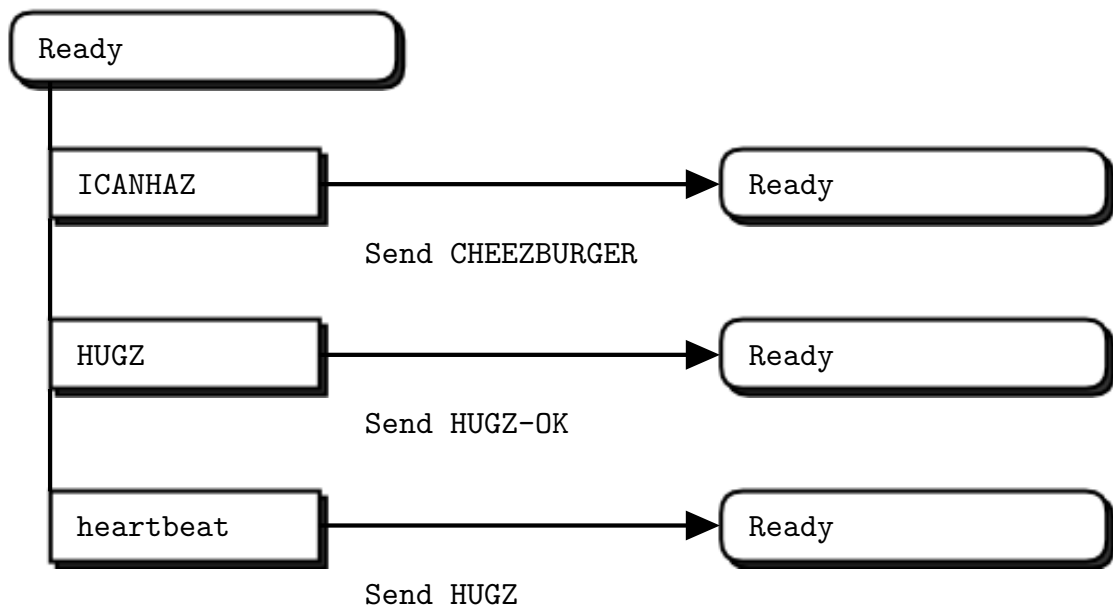 Ready
ICANHAZ
Ready
Send CHEEZBURGER
HUGZ
Ready
Send HUGZ-OK
heartbeat
Ready
Send HUGZ